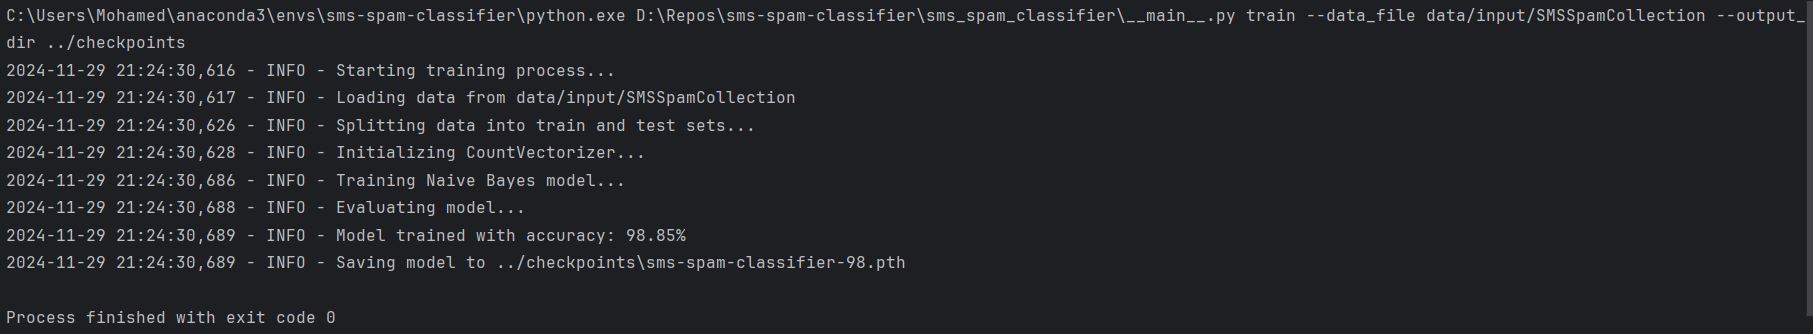 C:\Users\Mohamed\anaconda3\envs\sms-spam-classifier\python.exe D:\Repos\sms-spam-classifier\sms_spam_classifier\__main__.py train --data_file data/input/SMSSpamCollection --output_
dir ../checkpoints
2024-11-29 21:24:30,616 - INFO - Starting training process...
2024-11-29 21:24:30,617 - INFO - Loading data from data/input/SMSSpamCollection
2024-11-29 21:24:30,626 - INFO - Splitting data into train and test sets...
2024-11-29 21:24:30,628 - INFO - Initializing CountVectorizer...
2024-11-29 21:24:30,686 - INFO - Training Naive Bayes model...
2024-11-29 21:24:30,688 - INFO - Evaluating model...
2024-11-29 21:24:30,689 - INFO - Model trained with accuracy: 98.85%
2024-11-29 21:24:30,689 - INFO - Saving model to ../checkpoints\sms-spam-classifier-98.pth
Process finished with exit code 0